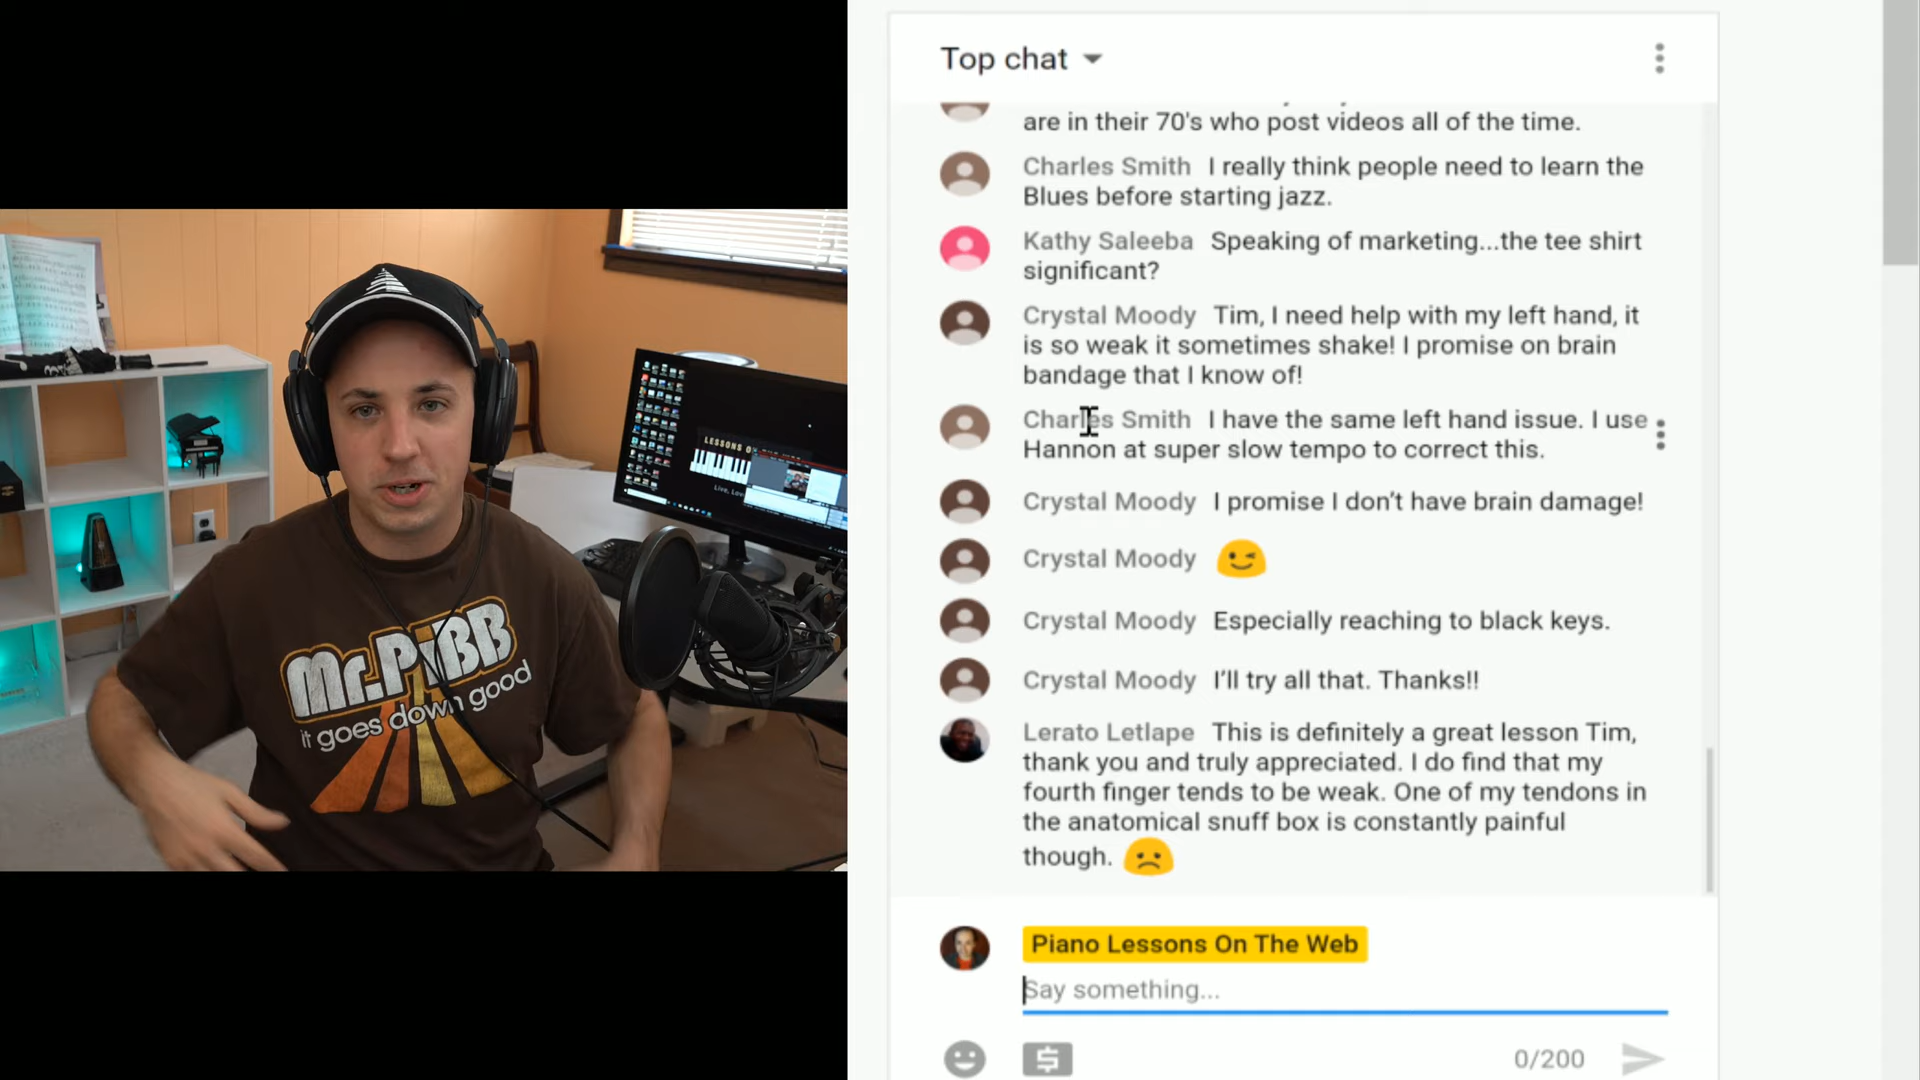 Top chat
are in their 70's who post videos all of the time.
Charles Smith I really think people need to learn the
Blues before starting jazz.
Kathy Saleeba Speaking of marketing...the tee shirt
significant?
Crystal Moody Tim, I need help with my left hand, it
is so weak it sometimes shake! I promise on brain
bandage that I know of!
Charles Smith I have the same left hand issue. I use
Hannon at super slow tempo to correct this.
Crystal Moody I promise I don't have brain damage!
Crystal Moody 😉
Crystal Moody Especially reaching to black keys.
Crystal Moody I'll try all that. Thanks!!
Lerato Letlape This is definitely a great lesson Tim,
thank you and truly appreciated. I do find that my
fourth finger tends to be weak. One of my tendons in
the anatomical snuff box is constantly painful
though. ☹️
Piano Lessons On The Web
Say something...
0/200
Mr. PiBB
it goes down good
LESSONS